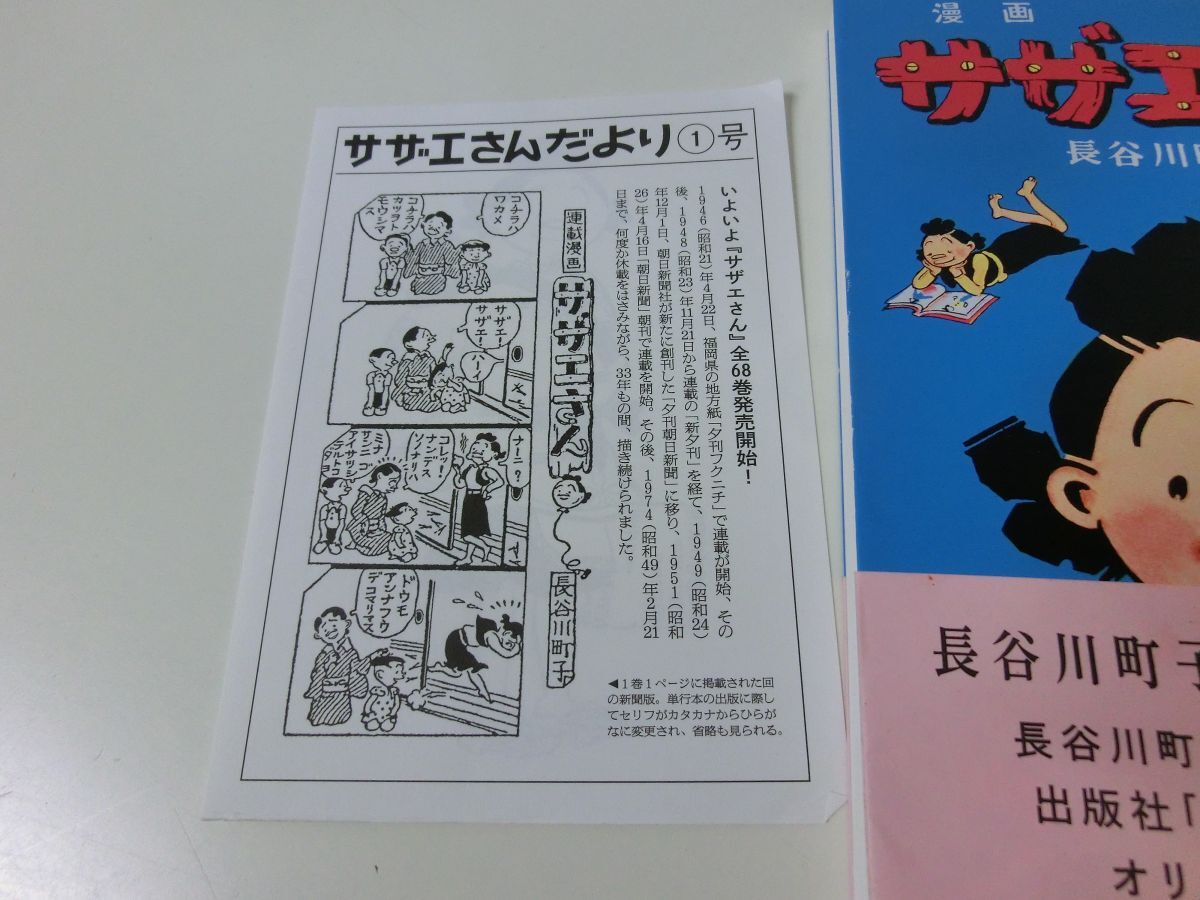 サザエさんだより①号
いよいよ『サザエさん』全68巻発売開始！
1946（昭和21）年4月22日、福岡県の地方紙「夕刊フクニチ」で連載が開始、その
後、1948（昭和23）年11月21日から連載の「新夕刊」を経て、1949（昭和24）
年12月1日、朝日新聞社が新たに創刊した「夕刊朝日新聞」に移り、1951（昭和
26）年4月16日「朝日新聞」朝刊で連載を開始。その後、1974（昭和49）年2月21
日まで、何度か休載をはさみながら、33年もの間、描き続けられました。
◀1巻1ページに掲載された回
の新聞版。単行本の出版に際し
てセリフがカタカナからひらが
なに変更され、省略も見られる。
連載漫画
サザエさん
長谷川町子
コチラハ
ワカメ
コチラハ
カツヲト
モウシマ
ス
サザエー
サザエー
ハーイ
ナーニ？
コレッ！
ナンデス
ソノナリハ
ミナ
サンニゴ
アイサツシ
ナ
ドウモ
アンナフウ
デコマリマス
漫画
サザエ
長谷川
長谷川町子
長谷川町
出版社「
オリ